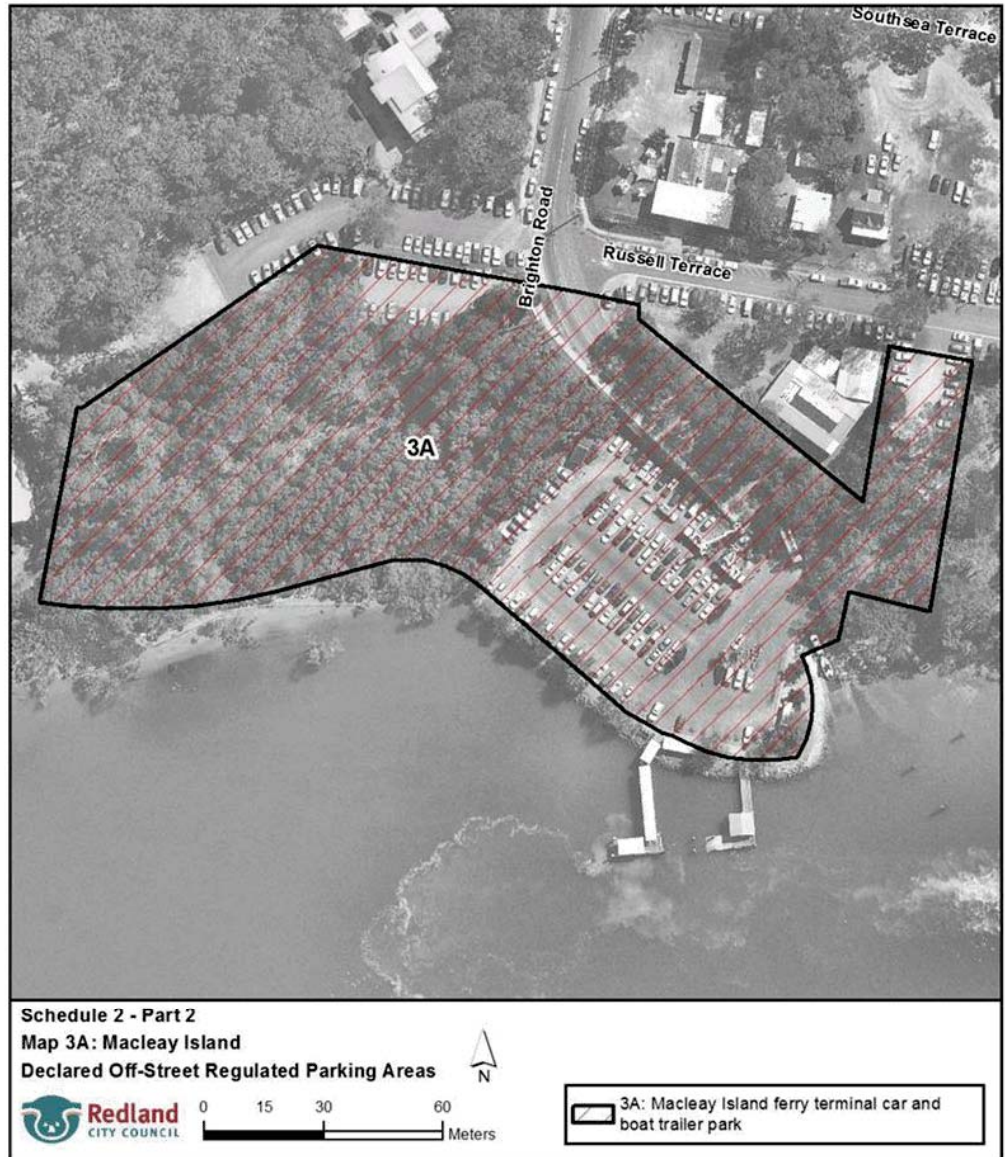 Southsea Terrace
Brighton Road
Russell Terrace
3A
Schedule 2 - Part 2
Map 3A: Macleay Island
Declared Off-Street Regulated Parking Areas
N
Redland
CITY COUNCIL
0 15 30 60
Meters
3A: Macleay Island ferry terminal car and
boat trailer park